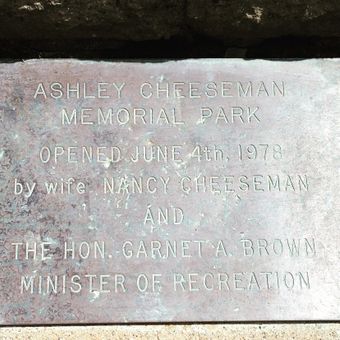 ASHLEY CHEESEMAN
MEMORIAL PARK
OPENED JUNE 4th, 1978
by wife NANCY CHEESEMAN
AND
THE HON. GARNET A. BROWN
MINISTER OF RECREATION